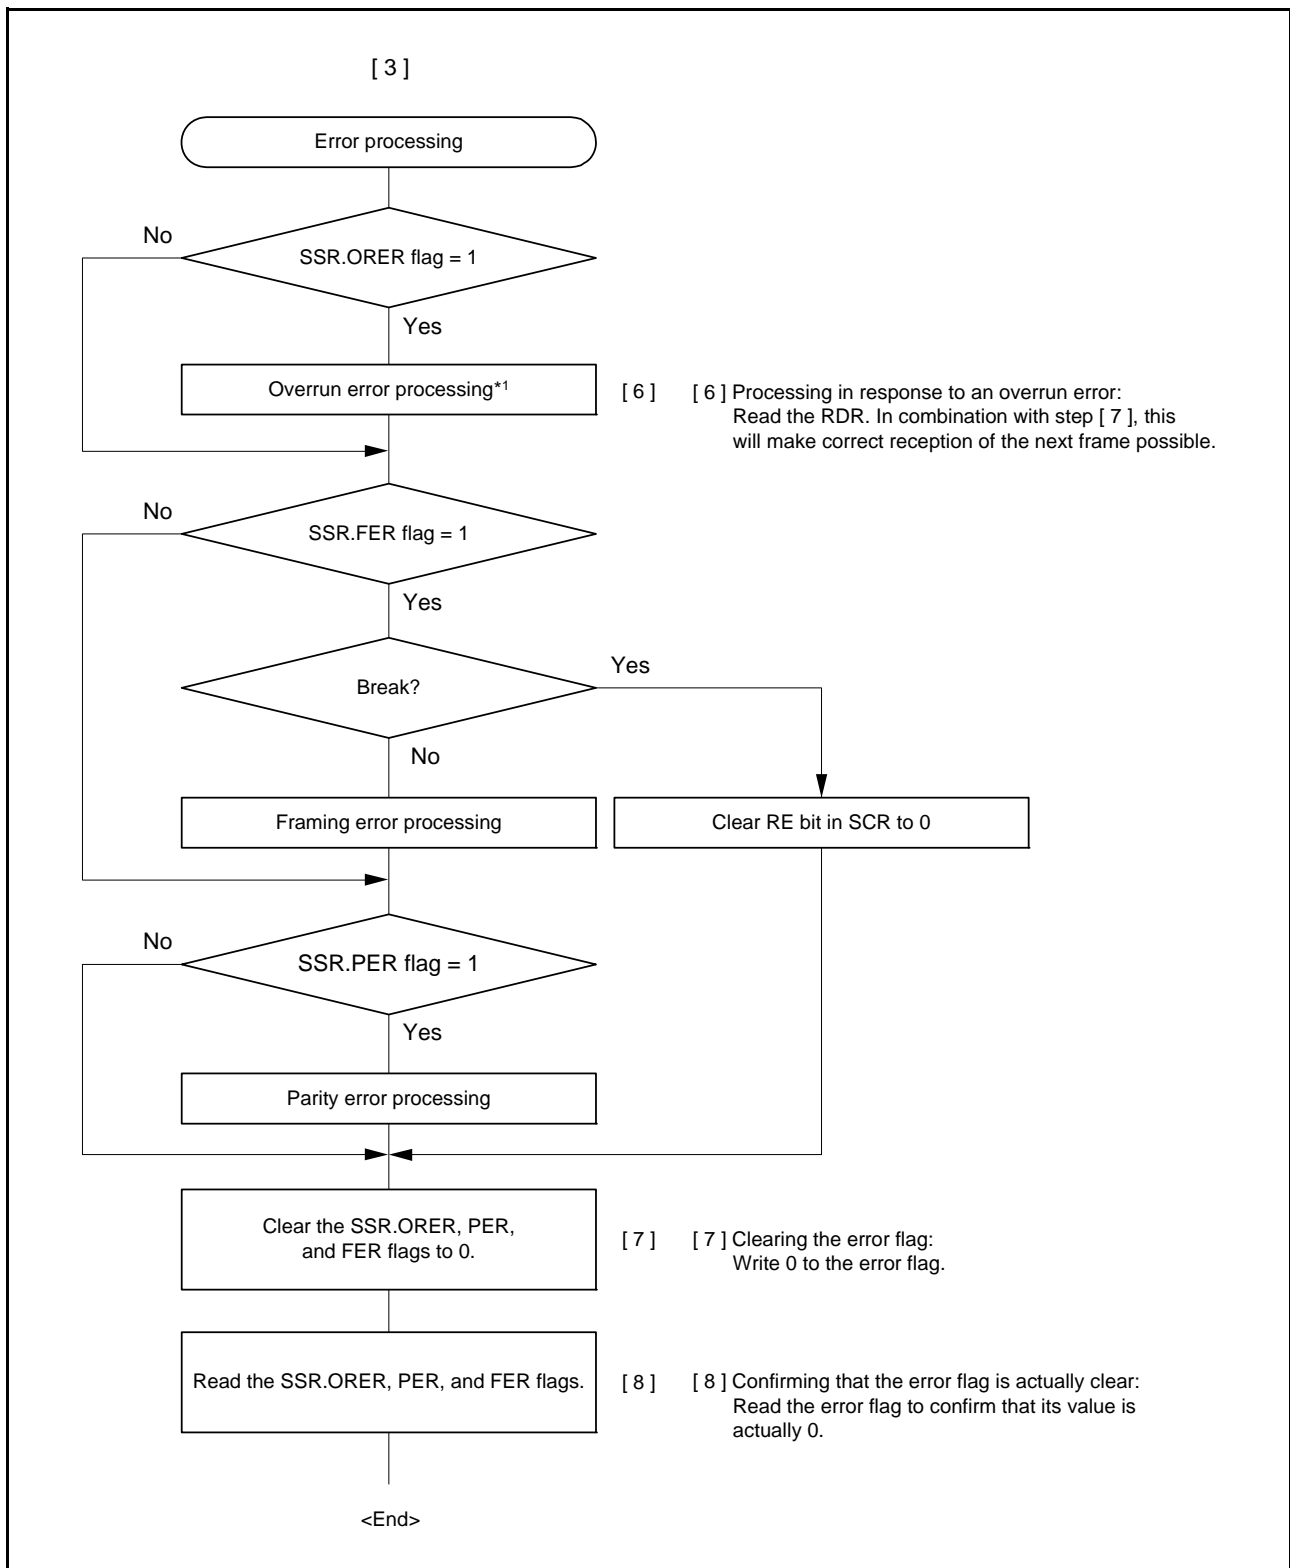 [ 3 ]
Error processing
No
SSR.ORER flag = 1
Yes
Overrun error processing*1
[ 6 ]
[ 6 ] Processing in response to an overrun error:
Read the RDR. In combination with step [ 7 ], this
will make correct reception of the next frame possible.
No
SSR.FER flag = 1
Yes
Break?
Yes
No
Framing error processing
Clear RE bit in SCR to 0
No
SSR.PER flag = 1
Yes
Parity error processing
Clear the SSR.ORER, PER,
and FER flags to 0.
[ 7 ]
[ 7 ] Clearing the error flag:
Write 0 to the error flag.
Read the SSR.ORER, PER, and FER flags.
[ 8 ]
[ 8 ] Confirming that the error flag is actually clear:
Read the error flag to confirm that its value is
actually 0.
<End>